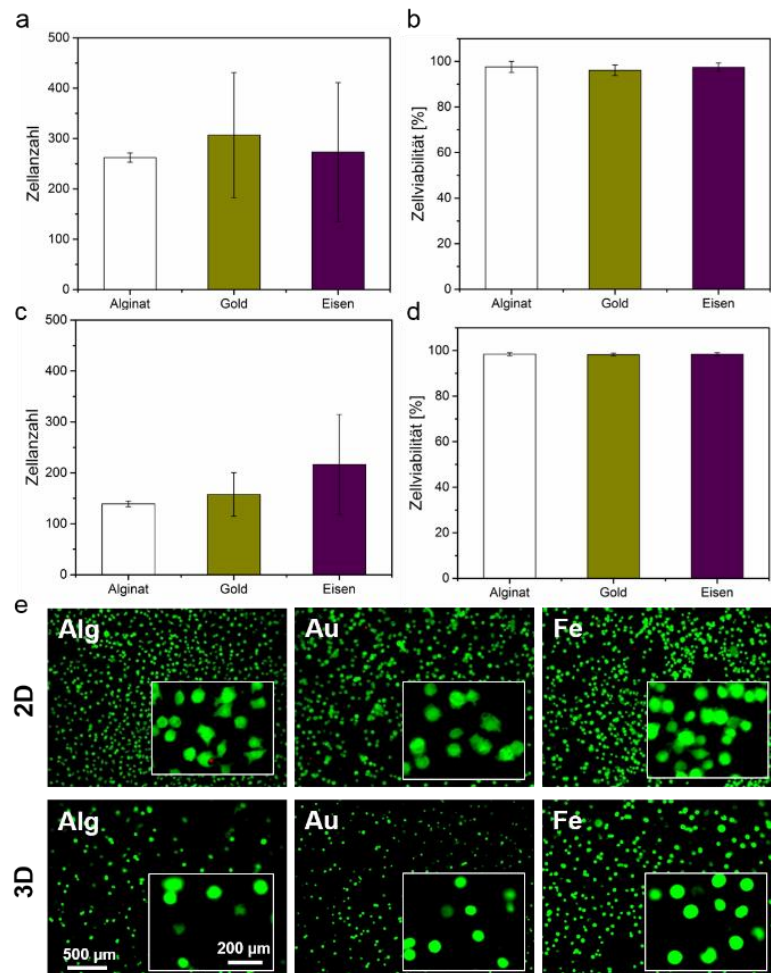 a
Zellanzahl
500
400
300
200
100
0
Alginat Gold Eisen
b
Zellviabilität [%]
100
80
60
40
20
0
Alginat Gold Eisen
c
Zellanzahl
500
400
300
200
100
0
Alginat Gold Eisen
d
Zellviabilität [%]
100
80
60
40
20
0
Alginat Gold Eisen
e
2D
Alg
Au
Fe
3D
Alg
Au
Fe
500 µm
200 µm